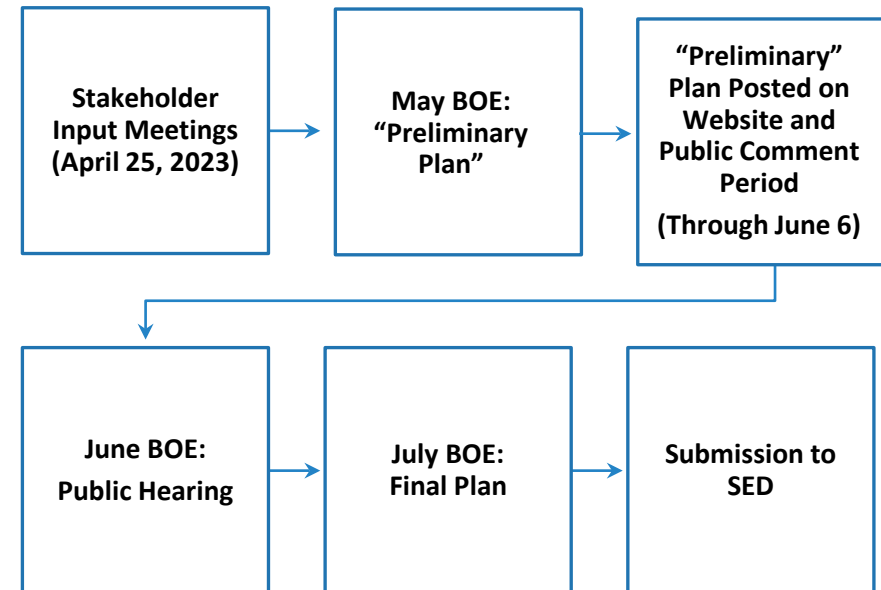 Stakeholder
Input Meetings
(April 25, 2023)
May BOE:
“Preliminary
Plan”
“Preliminary”
Plan Posted on
Website and
Public Comment
Period
(Through June 6)
June BOE:
Public Hearing
July BOE:
Final Plan
Submission to
SED